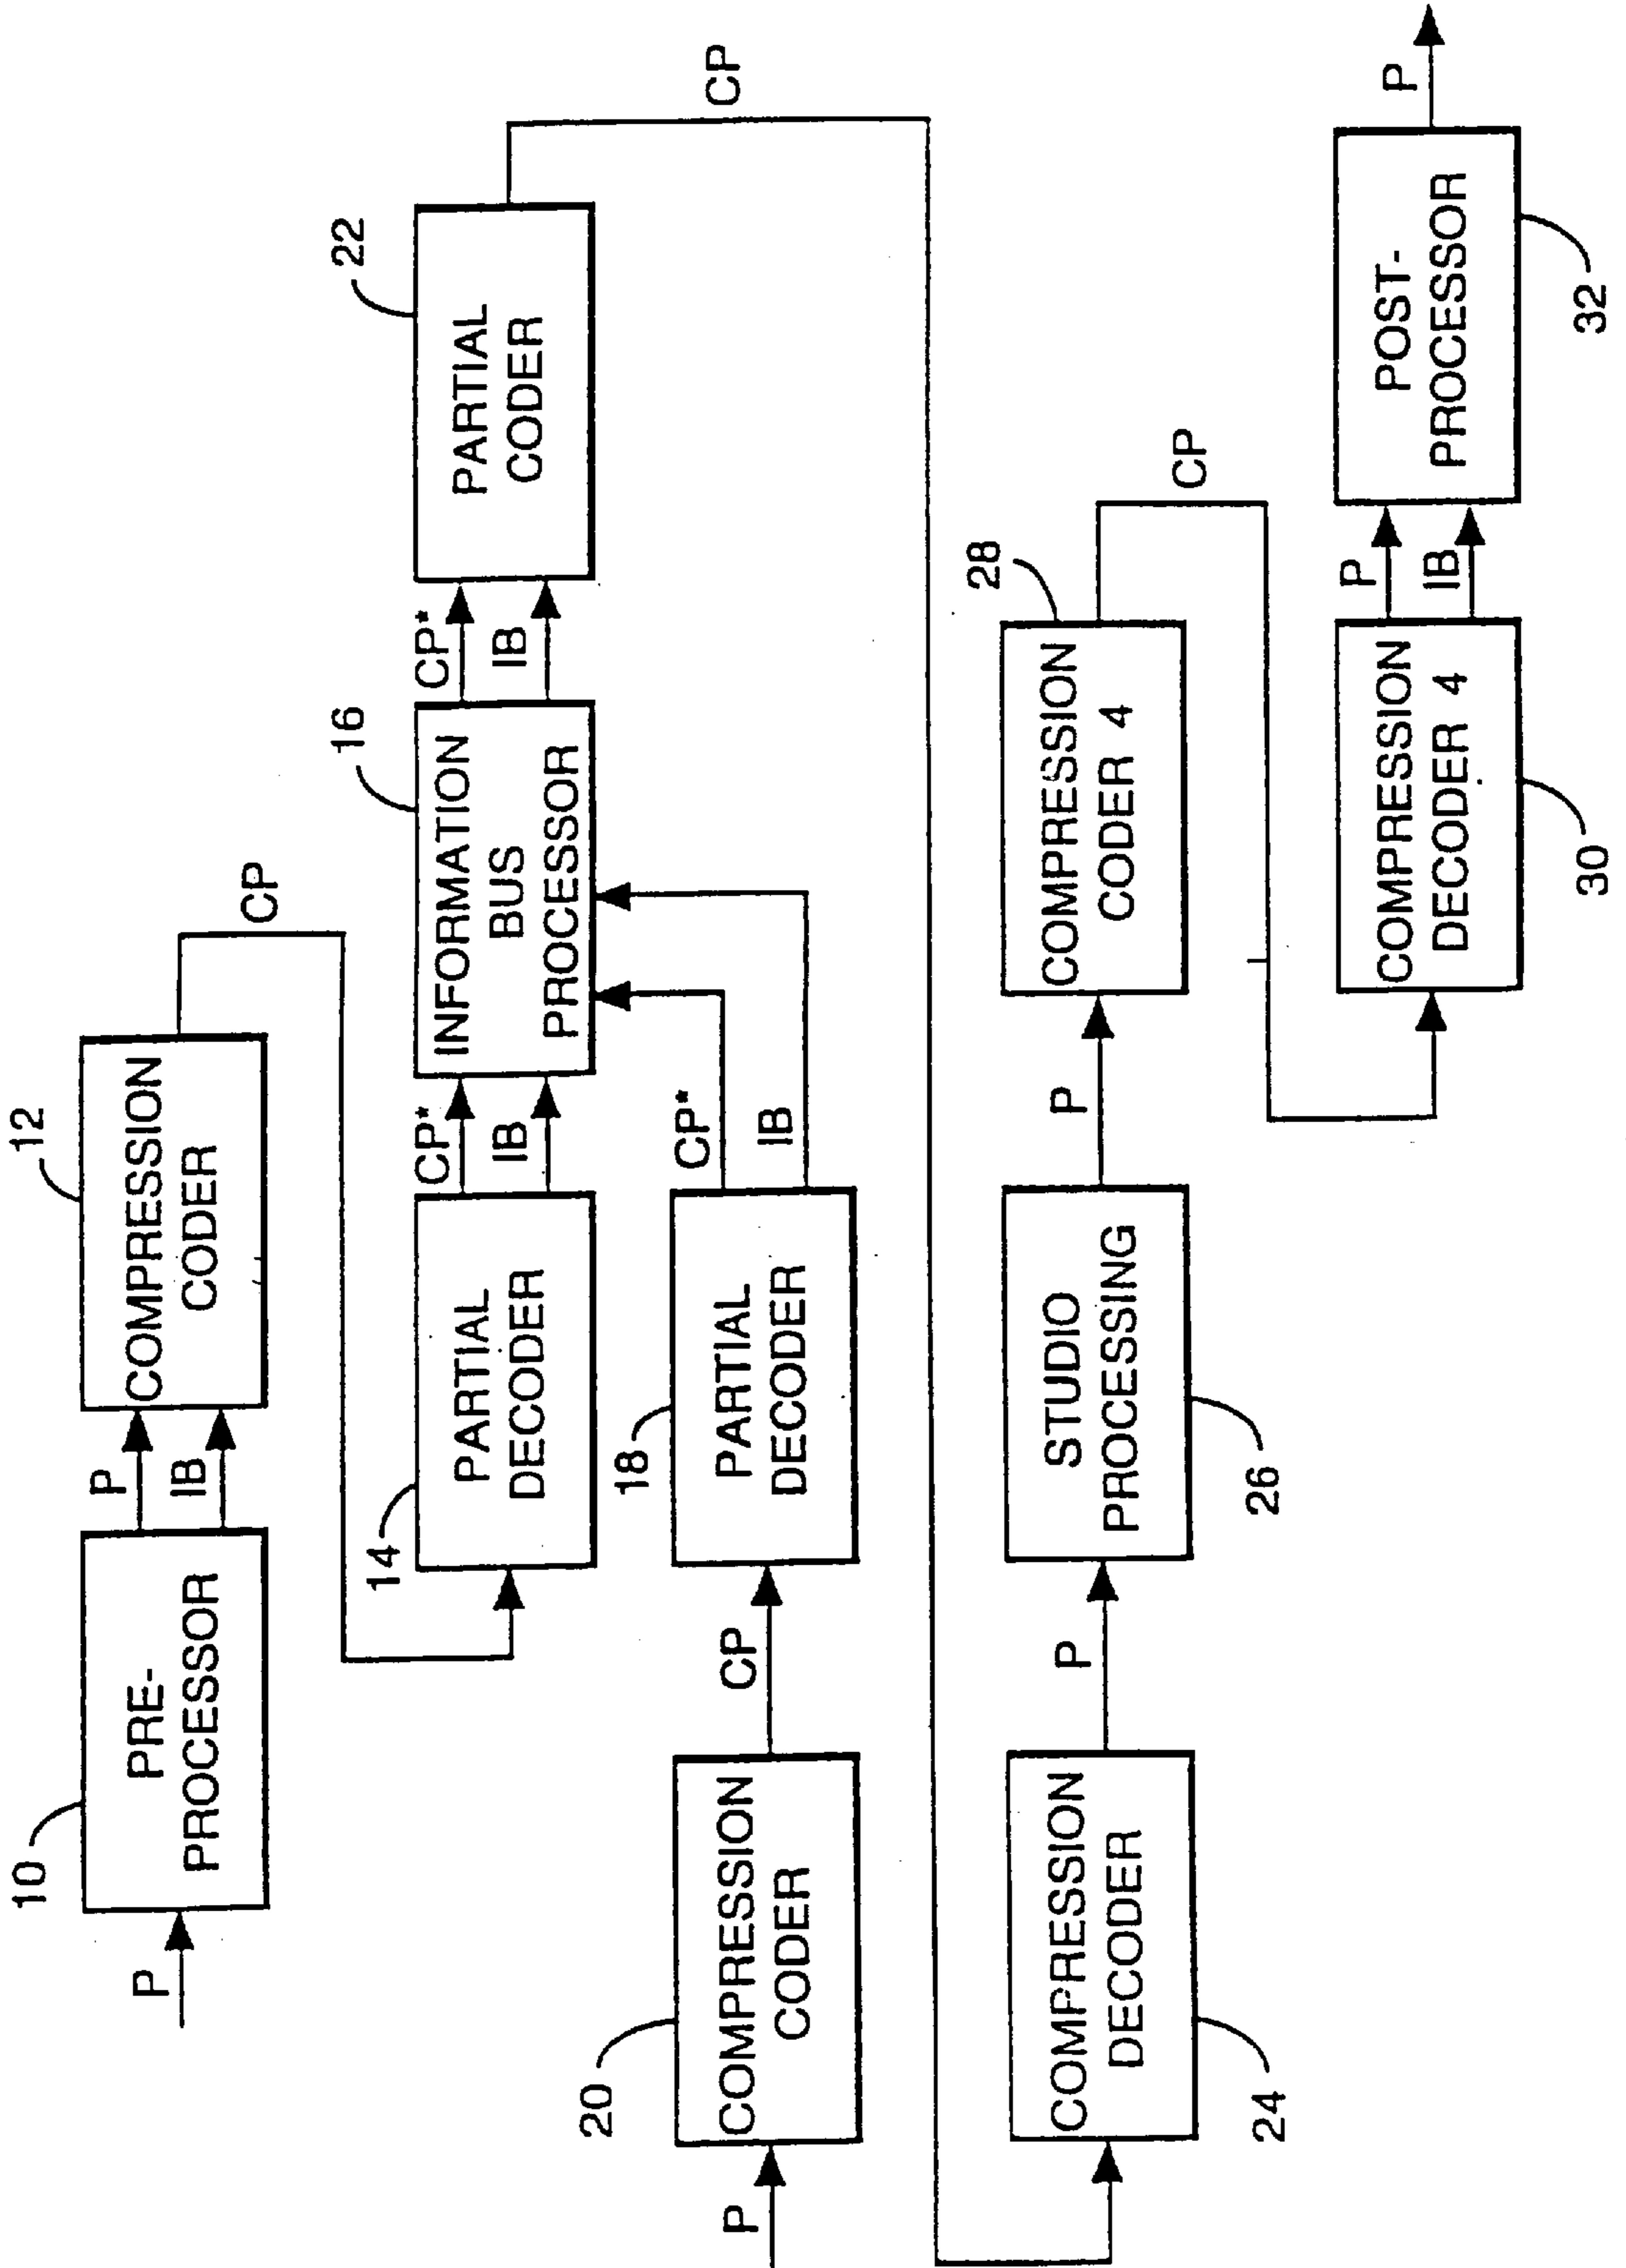 10
P
PRE-
PROCESSOR
P
IB
12
COMPRESSION
CODER
CP
14
PARTIAL
DECODER
CP*
IB
16
INFORMATION
BUS
PROCESSOR
CP*
IB
22
PARTIAL
CODER
CP
P
20
COMPRESSION
CODER
CP
18
PARTIAL
DECODER
CP*
IB
COMPRESSION
DECODER
24
P
STUDIO
PROCESSING
26
P
28
COMPRESSION
CODER 4
CP
COMPRESSION
DECODER 4
30
P
IB
POST-
PROCESSOR
32
P